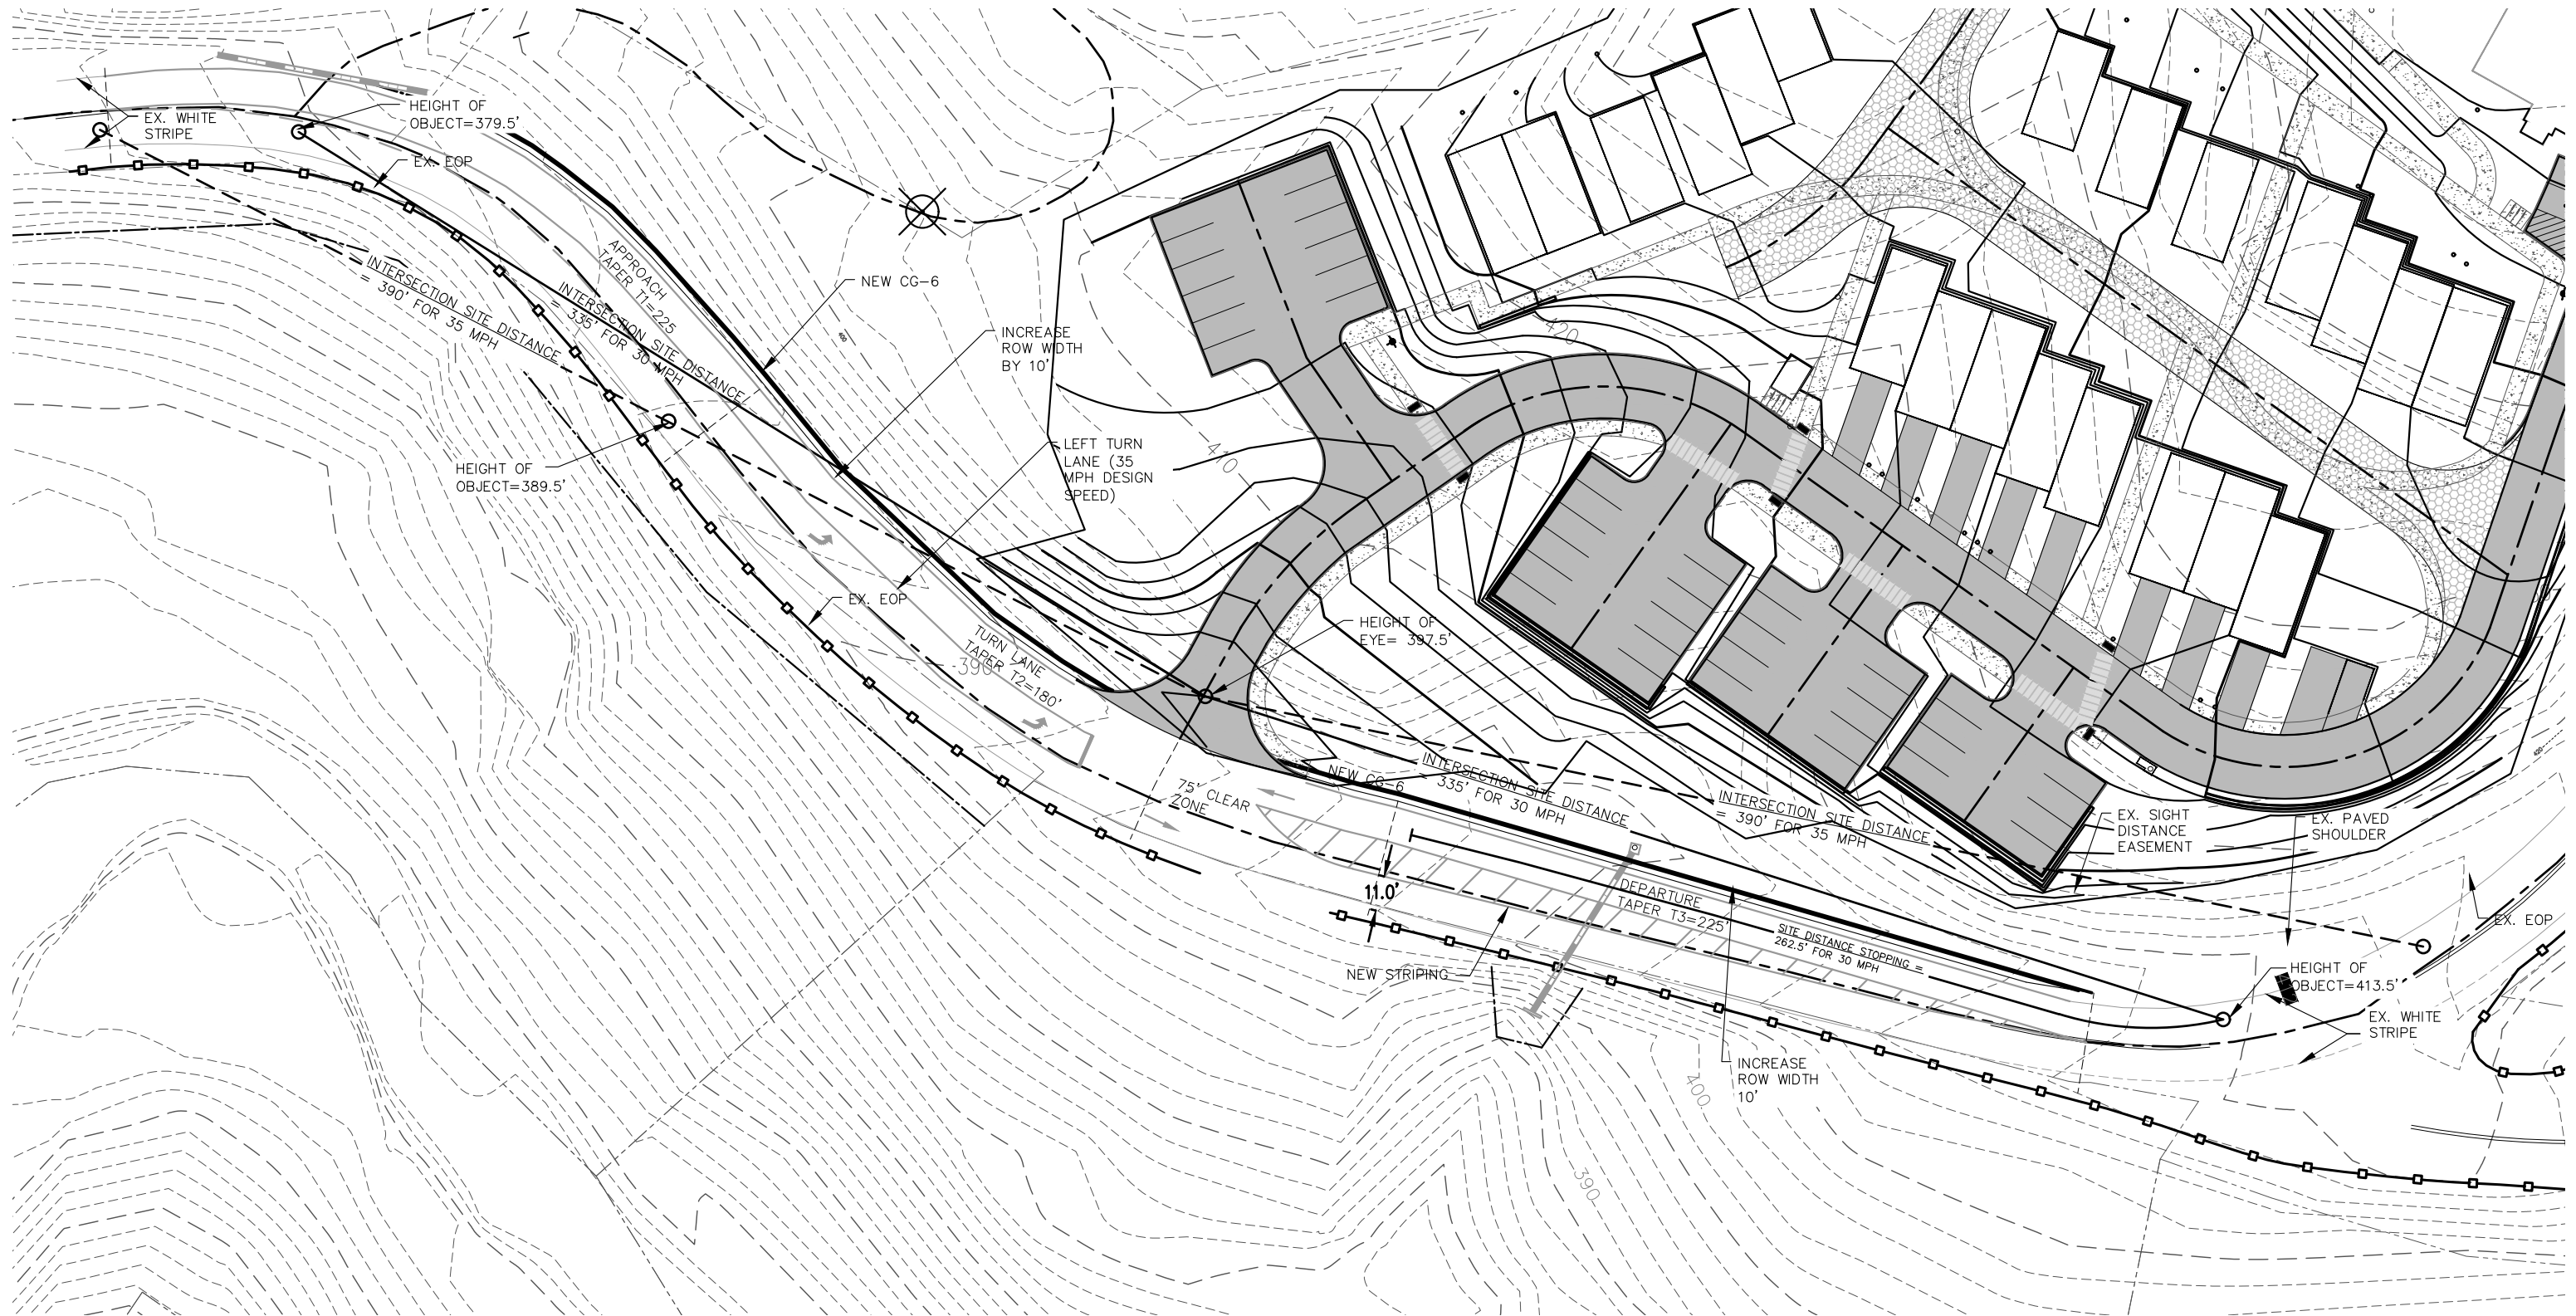 HEIGHT OF
OBJECT=379.5'
EX. WHITE
STRIPE
EX. EOP
APPROACH
TAPER T1=225
INTERSECTION SITE DISTANCE
= 390' FOR 35 MPH
INTERSECTION SITE DISTANCE
= 335' FOR 30 MPH
NEW CG-6
INCREASE
ROW WIDTH
BY 10'
420
410
LEFT TURN
LANE (35
MPH DESIGN
SPEED)
HEIGHT OF
OBJECT=389.5'
EX. EOP
HEIGHT OF
EYE= 397.5'
TURN LANE
TAPER T2=180'
390
75' CLEAR
ZONE
NEW CG-6
INTERSECTION SITE DISTANCE
= 335' FOR 30 MPH
INTERSECTION SITE DISTANCE
= 390' FOR 35 MPH
EX. SIGHT
DISTANCE
EASEMENT
EX. PAVED
SHOULDER
11.0'
DEPARTURE
TAPER T3=225'
SITE DISTANCE STOPPING =
262.5' FOR 30 MPH
EX. EOP
NEW STRIPING
HEIGHT OF
OBJECT=413.5'
EX. WHITE
STRIPE
INCREASE
ROW WIDTH
10'
400
390